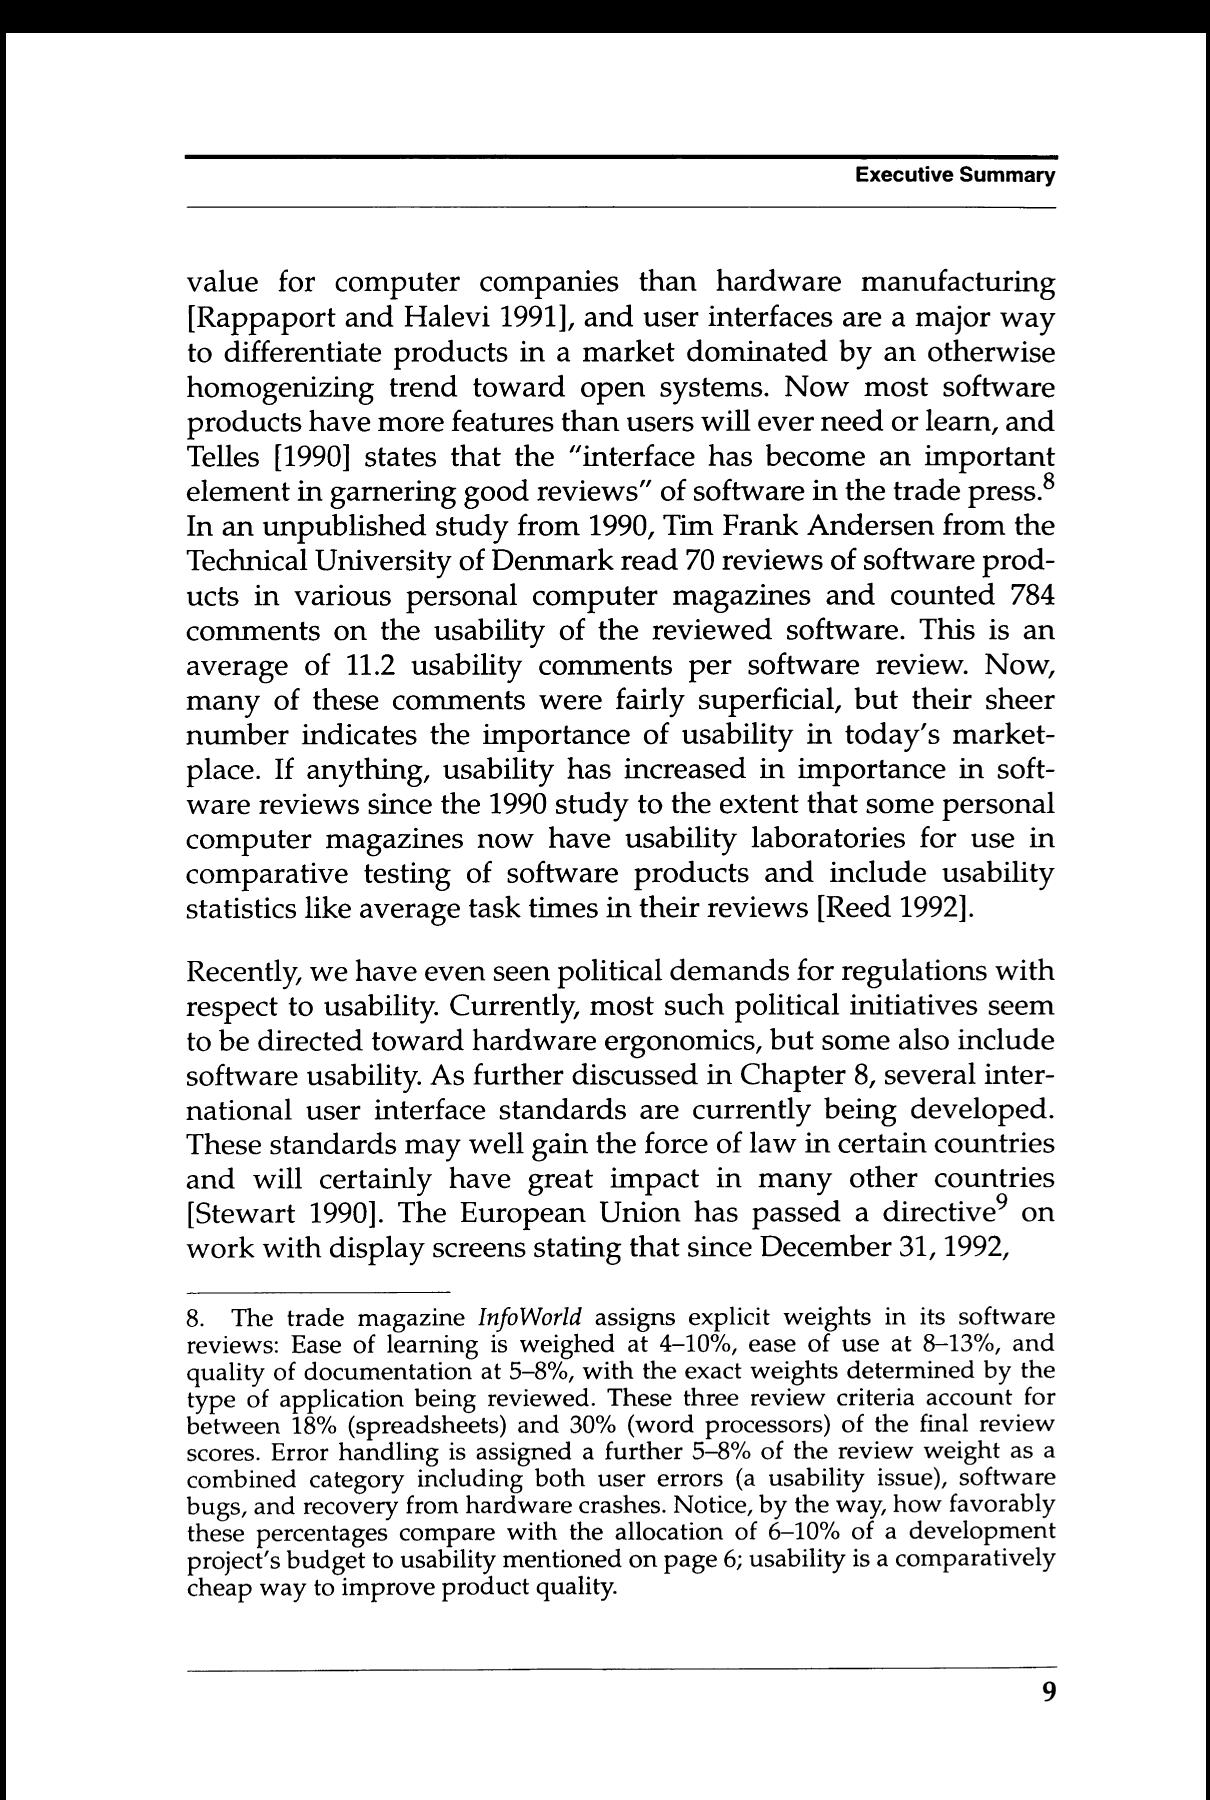 Executive Summary
value for computer companies than hardware manufacturing
[Rappaport and Halevi 1991], and user interfaces are a major way
to differentiate products in a market dominated by an otherwise
homogenizing trend toward open systems. Now most software
products have more features than users will ever need or learn, and
Telles [1990] states that the "interface has become an important
element in garnering good reviews" of software in the trade press.8
In an unpublished study from 1990, Tim Frank Andersen from the
Technical University of Denmark read 70 reviews of software prod-
ucts in various personal computer magazines and counted 784
comments on the usability of the reviewed software. This is an
average of 11.2 usability comments per software review. Now,
many of these comments were fairly superficial, but their sheer
number indicates the importance of usability in today's market-
place. If anything, usability has increased in importance in soft-
ware reviews since the 1990 study to the extent that some personal
computer magazines now have usability laboratories for use in
comparative testing of software products and include usability
statistics like average task times in their reviews [Reed 1992].
Recently, we have even seen political demands for regulations with
respect to usability. Currently, most such political initiatives seem
to be directed toward hardware ergonomics, but some also include
software usability. As further discussed in Chapter 8, several inter-
national user interface standards are currently being developed.
These standards may well gain the force of law in certain countries
and will certainly have great impact in many other countries
[Stewart 1990]. The European Union has passed a directive9 on
work with display screens stating that since December 31, 1992,
8. The trade magazine InfoWorld assigns explicit weights in its software
reviews: Ease of learning is weighed at 4–10%, ease of use at 8–13%, and
quality of documentation at 5–8%, with the exact weights determined by the
type of application being reviewed. These three review criteria account for
between 18% (spreadsheets) and 30% (word processors) of the final review
scores. Error handling is assigned a further 5–8% of the review weight as a
combined category including both user errors (a usability issue), software
bugs, and recovery from hardware crashes. Notice, by the way, how favorably
these percentages compare with the allocation of 6–10% of a development
project's budget to usability mentioned on page 6; usability is a comparatively
cheap way to improve product quality.
9